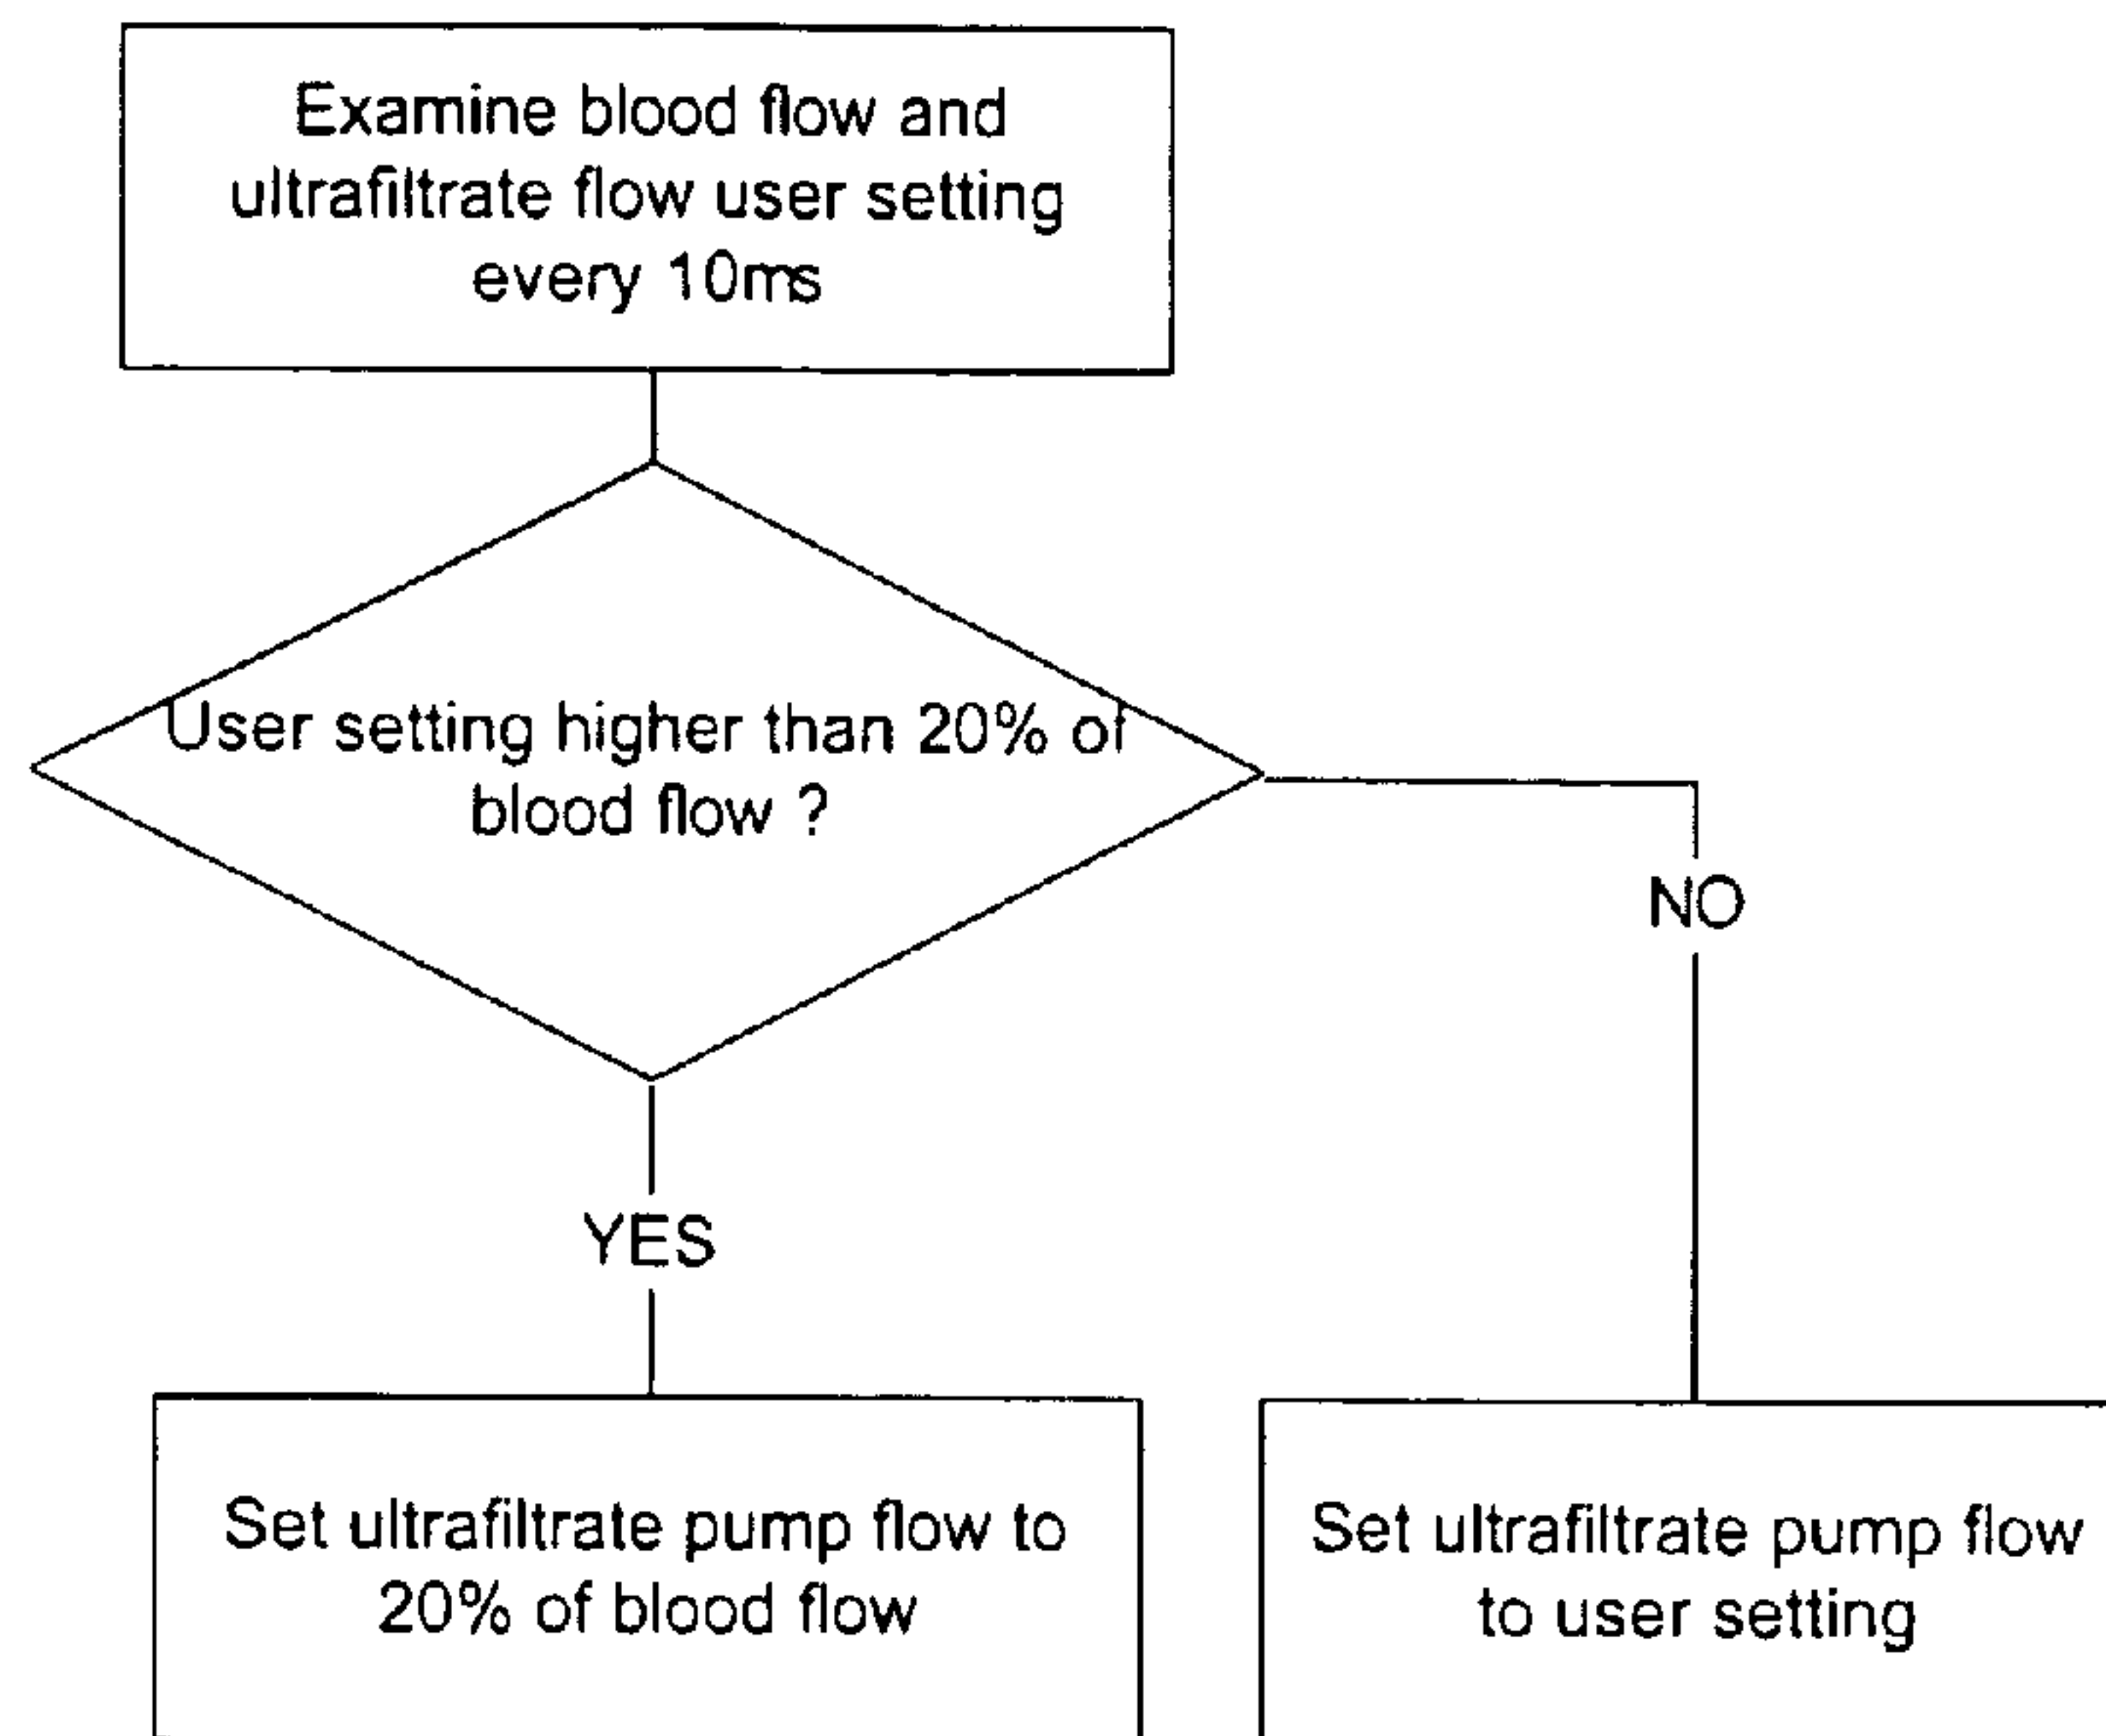 Examine blood flow and
ultrafiltrate flow user setting
every 10ms
User setting higher than 20% of
blood flow ?
NO
YES
Set ultrafiltrate pump flow to
20% of blood flow
Set ultrafiltrate pump flow
to user setting